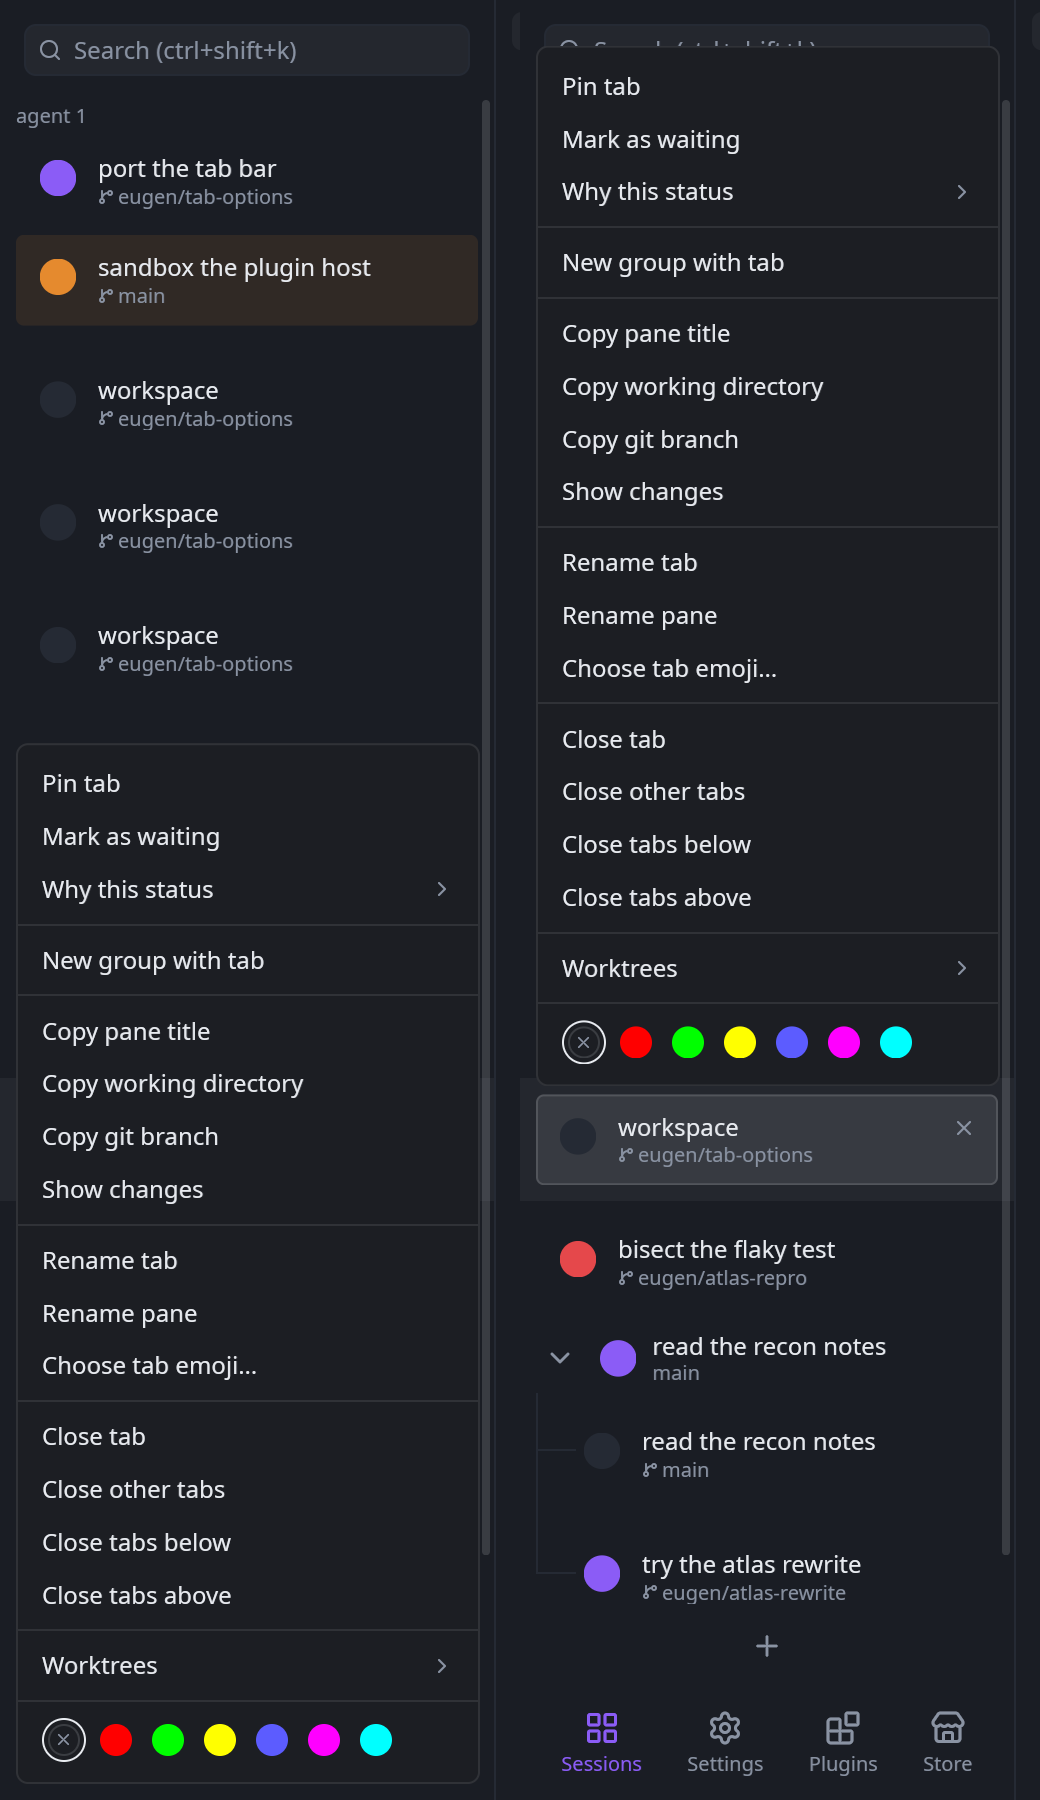 Search (ctrl+shift+k)
agent 1
port the tab bar
eugen/tab-options
sandbox the plugin host
main
workspace
eugen/tab-options
workspace
eugen/tab-options
workspace
eugen/tab-options
Pin tab
Mark as waiting
Why this status
New group with tab
Copy pane title
Copy working directory
Copy git branch
Show changes
Rename tab
Rename pane
Choose tab emoji...
Close tab
Close other tabs
Close tabs below
Close tabs above
Worktrees
Search (ctrl+shift+k)
Pin tab
Mark as waiting
Why this status
New group with tab
Copy pane title
Copy working directory
Copy git branch
Show changes
Rename tab
Rename pane
Choose tab emoji...
Close tab
Close other tabs
Close tabs below
Close tabs above
Worktrees
workspace
eugen/tab-options
bisect the flaky test
eugen/atlas-repro
read the recon notes
main
read the recon notes
main
try the atlas rewrite
eugen/atlas-rewrite
Sessions
Settings
Plugins
Store